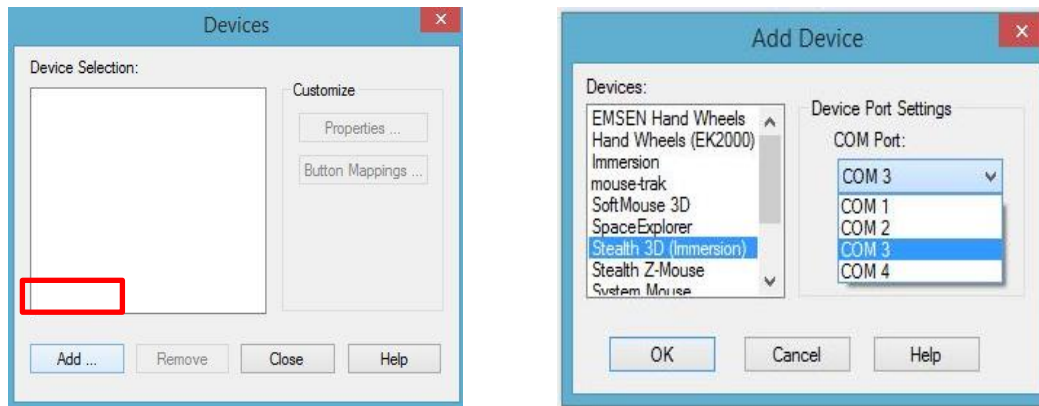 Devices
Device Selection:
Customize
Properties ...
Button Mappings ...
Add ...
Remove
Close
Help
Add Device
Devices:
EMSEN Hand Wheels
Hand Wheels (EK2000)
Immersion
mouse-trak
SoftMouse 3D
SpaceExplorer
Stealth 3D (Immersion)
Stealth Z-Mouse
System Mouse
Device Port Settings
COM Port:
COM 3
COM 1
COM 2
COM 3
COM 4
OK
Cancel
Help